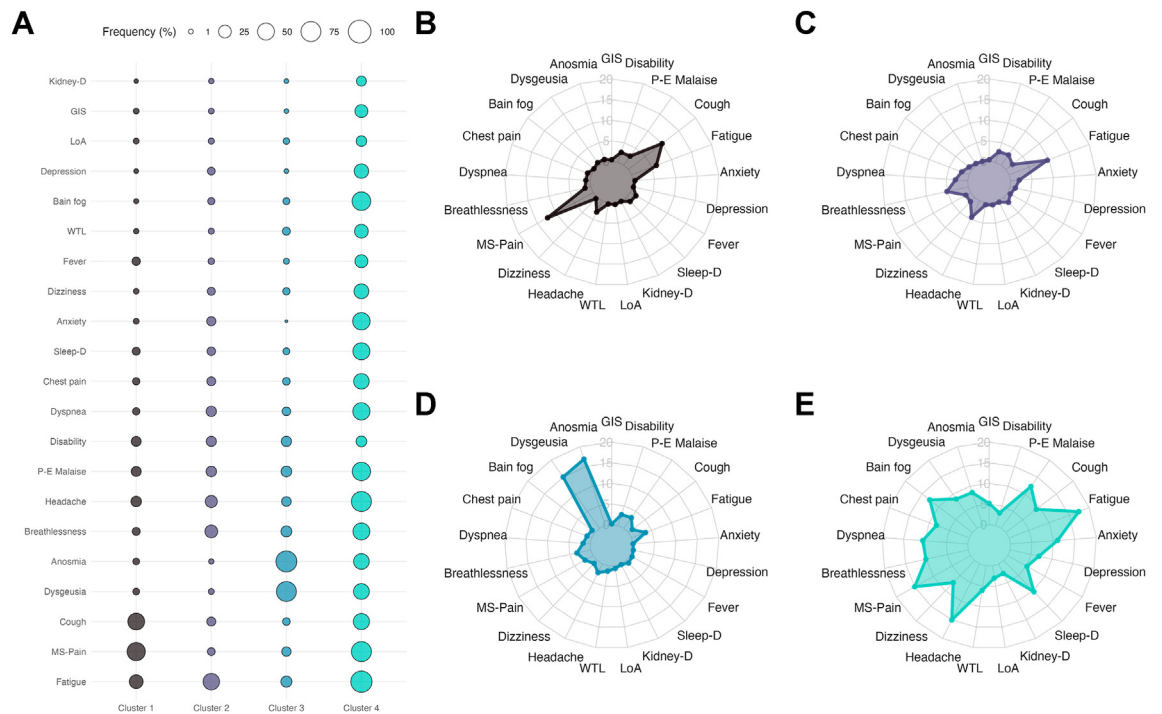 A
Frequency (%) 1 25 50 75 100
Kidney-D
GIS
LoA
Depression
Bain fog
WTL
Fever
Dizziness
Anxiety
Sleep-D
Chest pain
Dyspnea
Disability
P-E Malaise
Headache
Breathlessness
Anosmia
Dysgeusia
Cough
MS-Pain
Fatigue
Cluster 1 Cluster 2 Cluster 3 Cluster 4
B
GIS
Disability
P-E Malaise
Cough
Fatigue
Anxiety
Depression
Fever
Sleep-D
Kidney-D
LoA
WTL
Headache
Dizziness
MS-Pain
Breathlessness
Dyspnea
Chest pain
Bain fog
Dysgeusia
Anosmia
20
15
10
5
C
GIS
Disability
P-E Malaise
Cough
Fatigue
Anxiety
Depression
Fever
Sleep-D
Kidney-D
LoA
WTL
Headache
Dizziness
MS-Pain
Breathlessness
Dyspnea
Chest pain
Bain fog
Dysgeusia
Anosmia
20
15
10
5
D
GIS
Disability
P-E Malaise
Cough
Fatigue
Anxiety
Depression
Fever
Sleep-D
Kidney-D
LoA
WTL
Headache
Dizziness
MS-Pain
Breathlessness
Dyspnea
Chest pain
Bain fog
Dysgeusia
Anosmia
20
15
10
5
0
E
GIS
Disability
P-E Malaise
Cough
Fatigue
Anxiety
Depression
Fever
Sleep-D
Kidney-D
LoA
WTL
Headache
Dizziness
MS-Pain
Breathlessness
Dyspnea
Chest pain
Bain fog
Dysgeusia
Anosmia
20
15
10
5
0